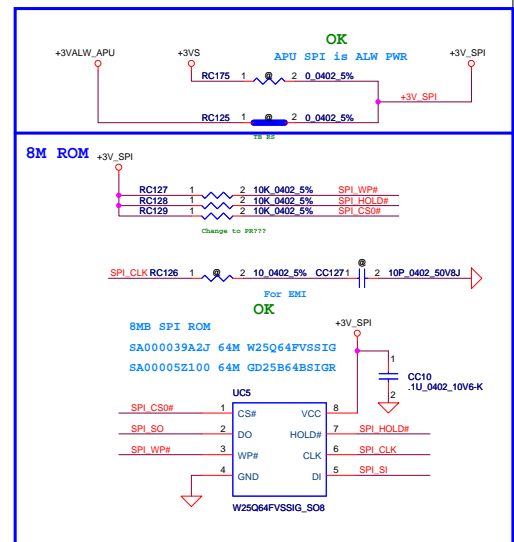 OK
APU SPI is ALW PWR
+3VALW_APU +3VS +3V_SPI
RC175 1 @ 2 0_0402_5%
+3V_SPI
RC125 1 @ 2 0_0402_5%
TB RS
8M ROM +3V_SPI
RC127 1 2 10K_0402_5% SPI_WP#
RC128 1 2 10K_0402_5% SPI_HOLD#
RC129 1 2 10K_0402_5% SPI_CS0#
Change to PR???
SPI_CLK RC126 1 @ 2 10_0402_5% CC127 1 @ 2 10P_0402_50V8J
For EMI
OK
8MB SPI ROM
+3V_SPI
SA000039A2J 64M W25Q64FVSSIG
SA00005Z100 64M GD25B64BSIGR
1
CC10
.1U_0402_10V6-K
2
UC5
SPI_CS0# 1 CS# VCC 8
SPI_SO 2 DO HOLD# 7 SPI_HOLD#
SPI_WP# 3 WP# CLK 6 SPI_CLK
4 GND DI 5 SPI_SI
W25Q64FVSSIG_SO8